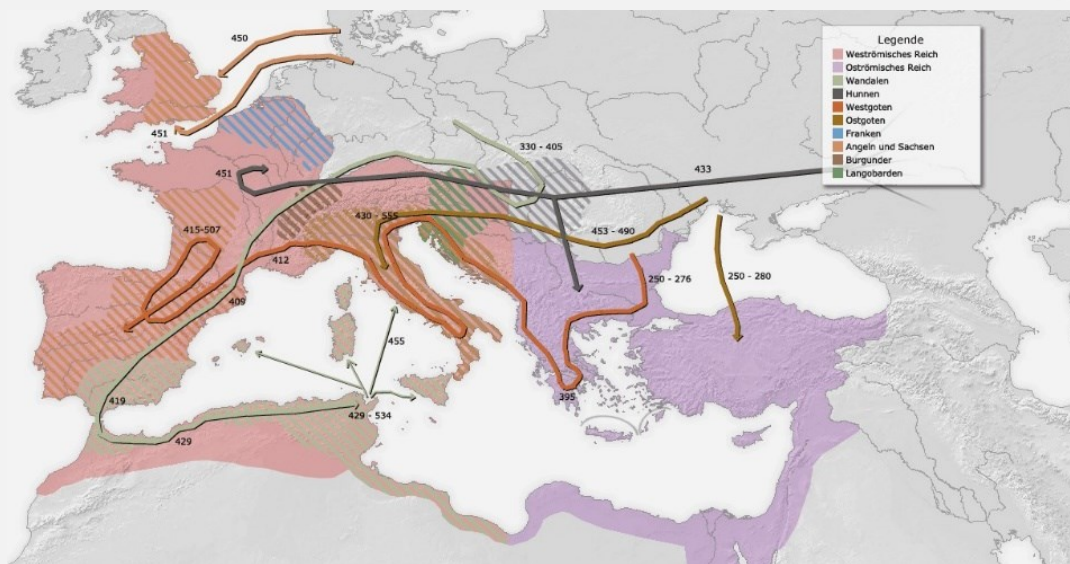 Legende
Weströmisches Reich
Oströmisches Reich
Wandalen
Hunnen
Westgoten
Ostgoten
Franken
Angeln und Sachsen
Burgunder
Langobarden
450
451
330 - 405
433
451
430 - 555
453 - 490
415-507
412
250 - 276
250 - 280
409
455
395
419
429 - 534
429